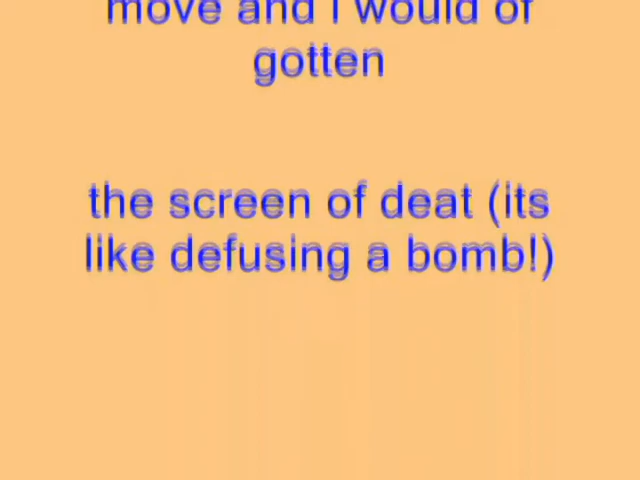 move and I would of
gotten
the screen of deat (its
like defusing a bomb!)